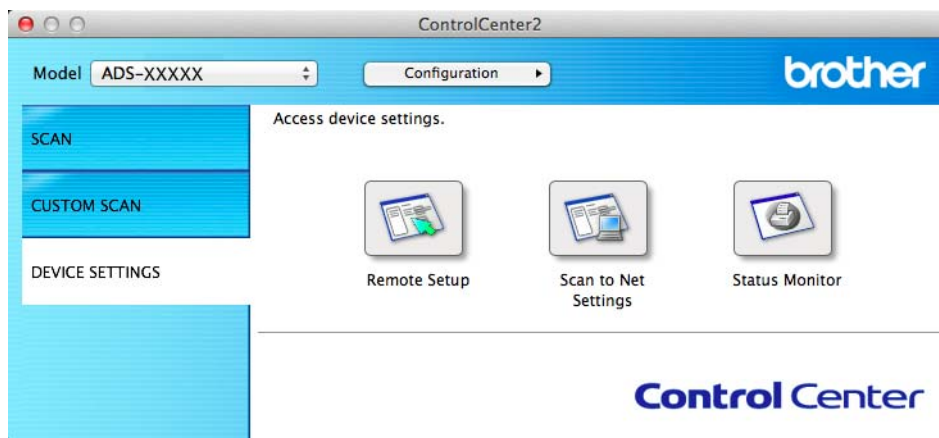 ControlCenter2
Model ADS-XXXXX Configuration
brother
SCAN
CUSTOM SCAN
DEVICE SETTINGS
Access device settings.
Remote Setup
Scan to Net
Settings
Status Monitor
Control Center